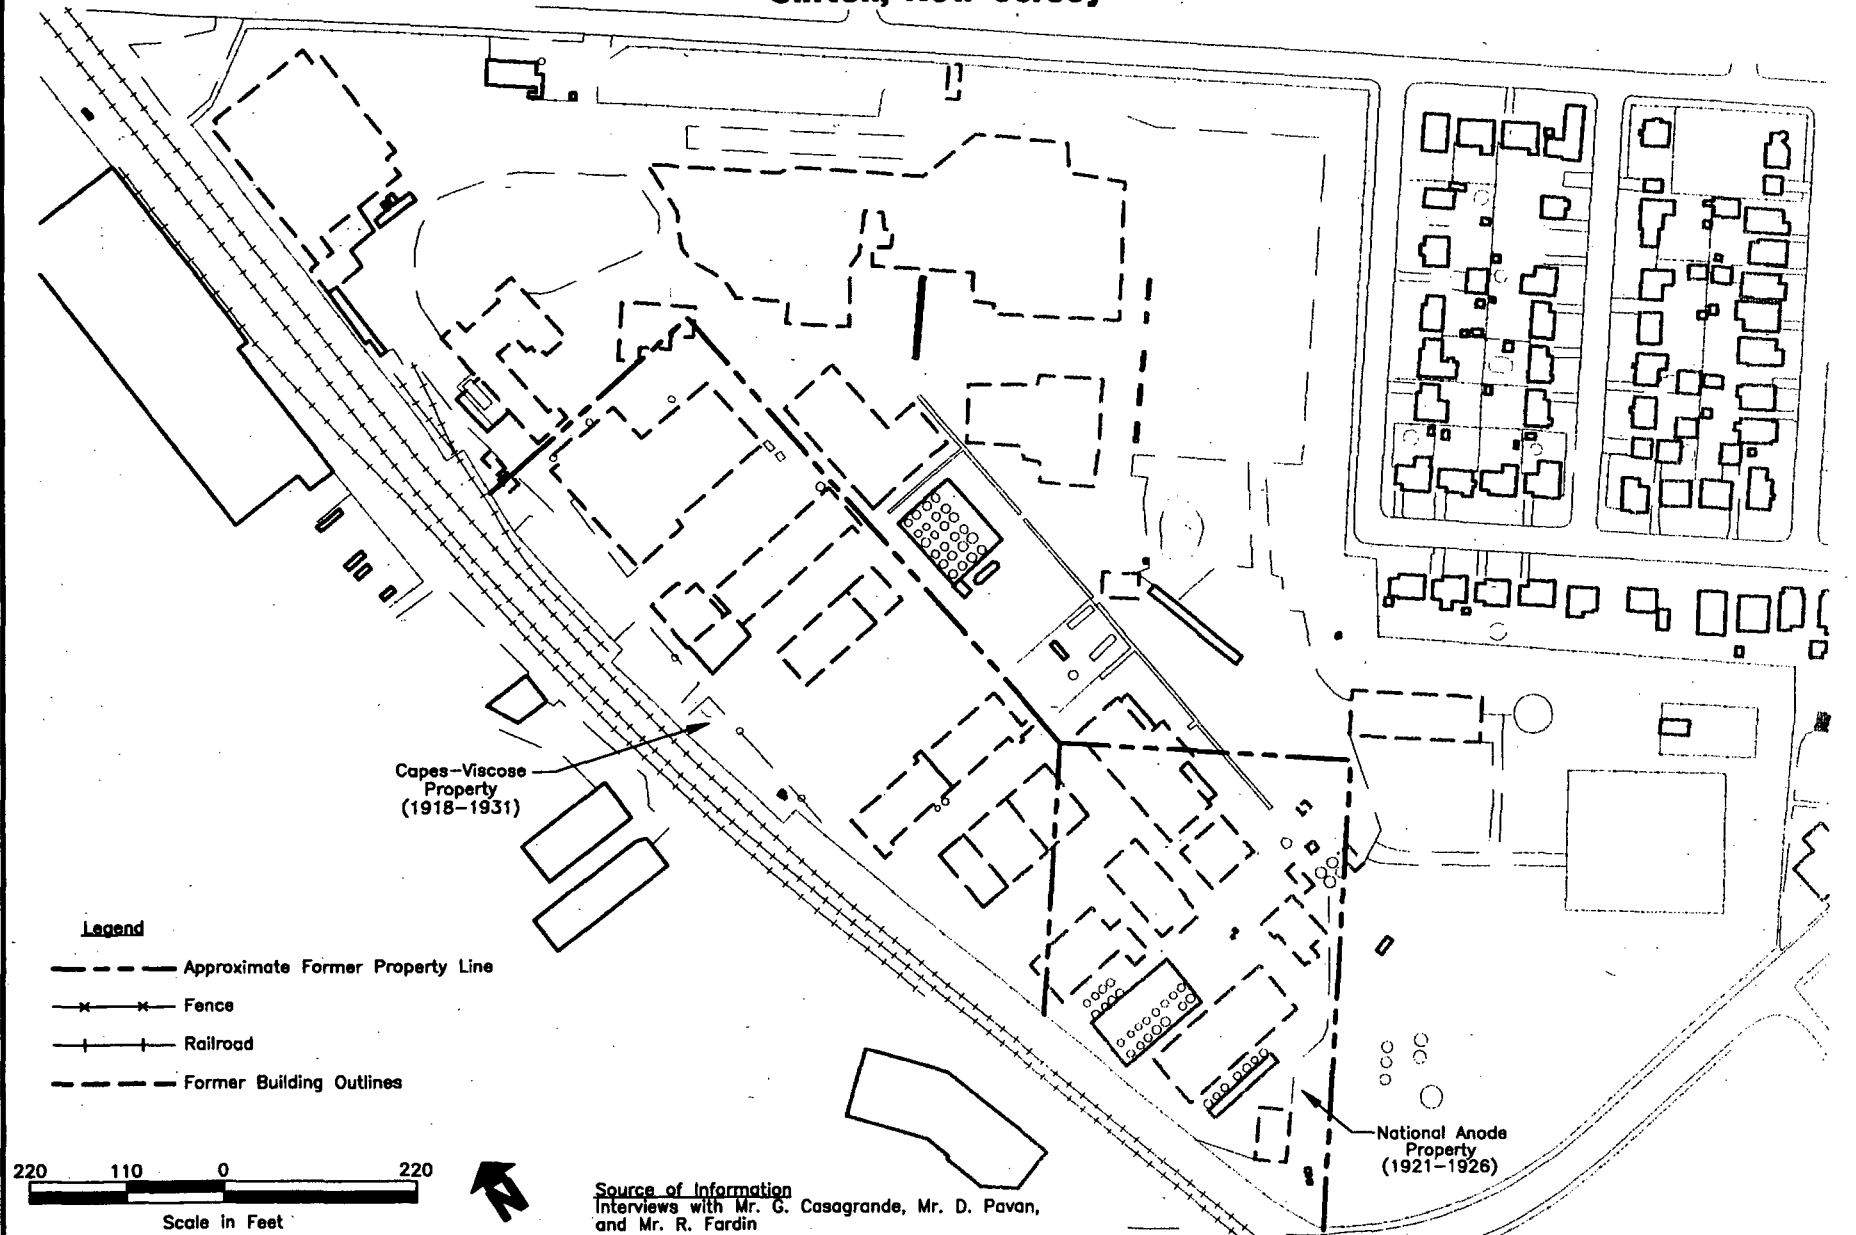 New Jersey
Capes-Viscose
Property
(1918-1931)
Legend
Approximate Former Property Line
Fence
Railroad
Former Building Outlines
220 110 0 220
Scale in Feet
N
Source of Information
Interviews with Mr. G. Casagrande, Mr. D. Pavan,
and Mr. R. Fardin
National Anode
Property
(1921-1926)